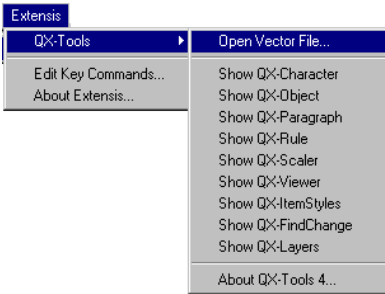 Extensis
QX-Tools
Edit Key Commands...
About Extensis...
Open Vector File...
Show QX-Character
Show QX-Object
Show QX-Paragraph
Show QX-Rule
Show QX-Scaler
Show QX-Viewer
Show QX-ItemStyles
Show QX-FindChange
Show QX-Layers
About QX-Tools 4...